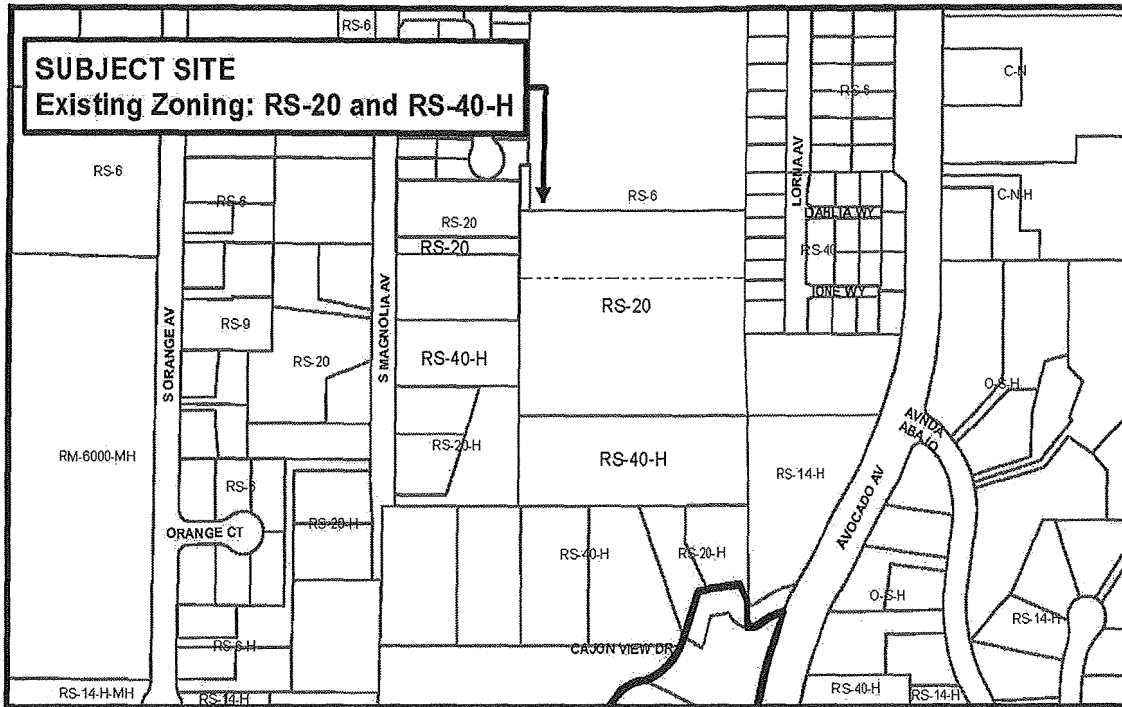 RS-6
SUBJECT SITE
Existing Zoning: RS-20 and RS-40-H
C-N
RS-6
RS-6
RS-6
RS-6
LORNA AV
C-N-H
DAHLIA WY
RS-20
RS-20
RS-40
IONE WY
RS-20
S ORANGE AV
S MAGNOLIA AV
RS-9
RS-20
RS-40-H
O-S-H
AVNDA
ABAJO
RS-20-H
RM-6000-MH
RS-40-H
RS-14-H
RS-6
AVOCADO AV
ORANGE CT
RS-20-H
RS-40-H
RS-20-H
O-S-H
RS-14-H
RS-6-H
CAJON VIEW DR
RS-14-H-MH
RS-14-H
RS-40-H
RS-14-H